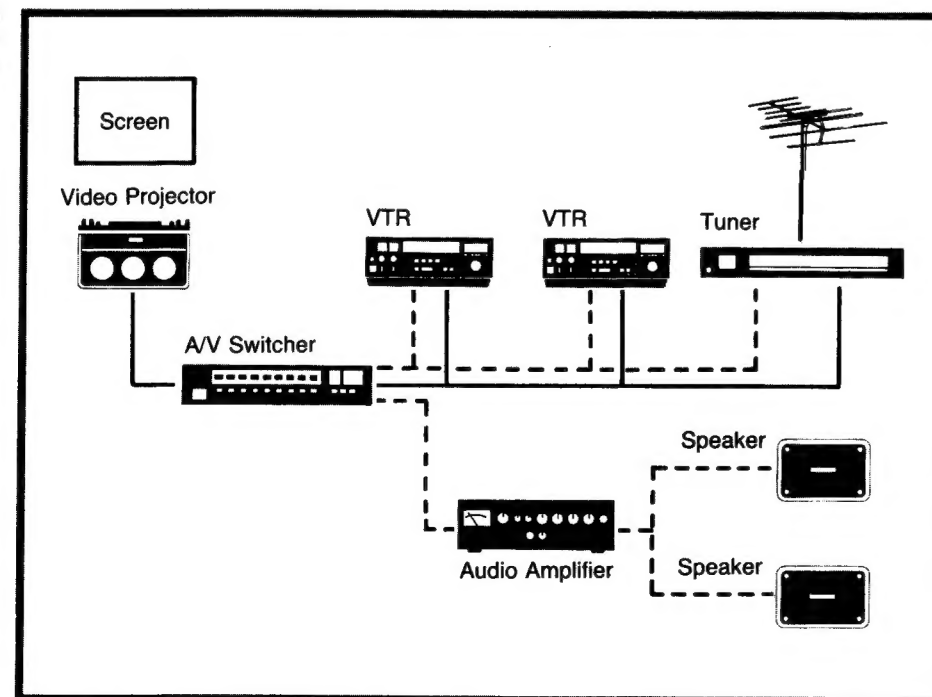 Screen
Video Projector
VTR
VTR
Tuner
A/V Switcher
Speaker
Audio Amplifier
Speaker